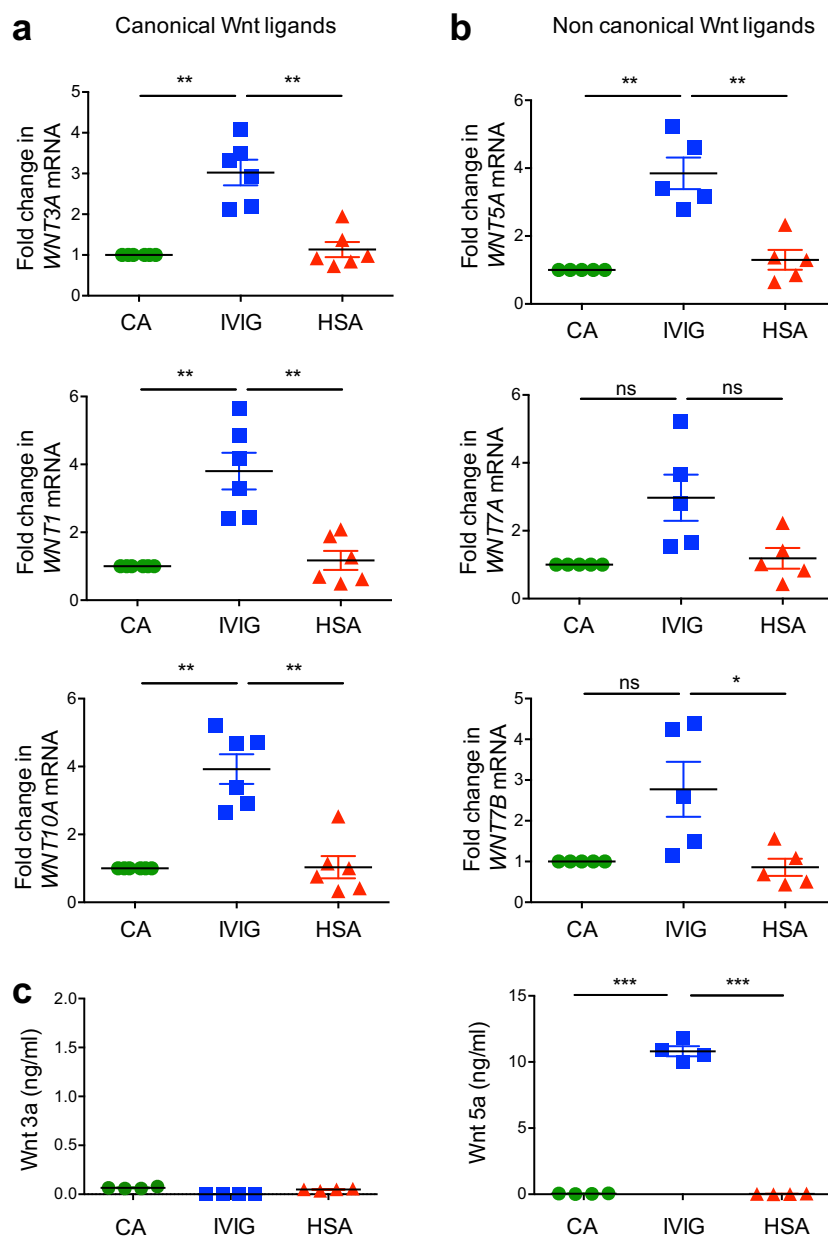 a Canonical Wnt ligands
Fold change in
WNT3A mRNA
5
4
3
2
1
0
** **
CA IVIG HSA
Fold change in
WNT1 mRNA
6
4
2
0
** **
CA IVIG HSA
Fold change in
WNT10A mRNA
6
4
2
0
** **
CA IVIG HSA
b Non canonical Wnt ligands
Fold change in
WNT5A mRNA
6
4
2
0
** **
CA IVIG HSA
Fold change in
WNT7A mRNA
6
4
2
0
ns ns
CA IVIG HSA
Fold change in
WNT7B mRNA
5
4
3
2
1
0
ns *
CA IVIG HSA
c
Wnt 3a (ng/ml)
2.0
1.5
1.0
0.5
0.0
CA IVIG HSA
Wnt 5a (ng/ml)
15
10
5
0
*** ***
CA IVIG HSA